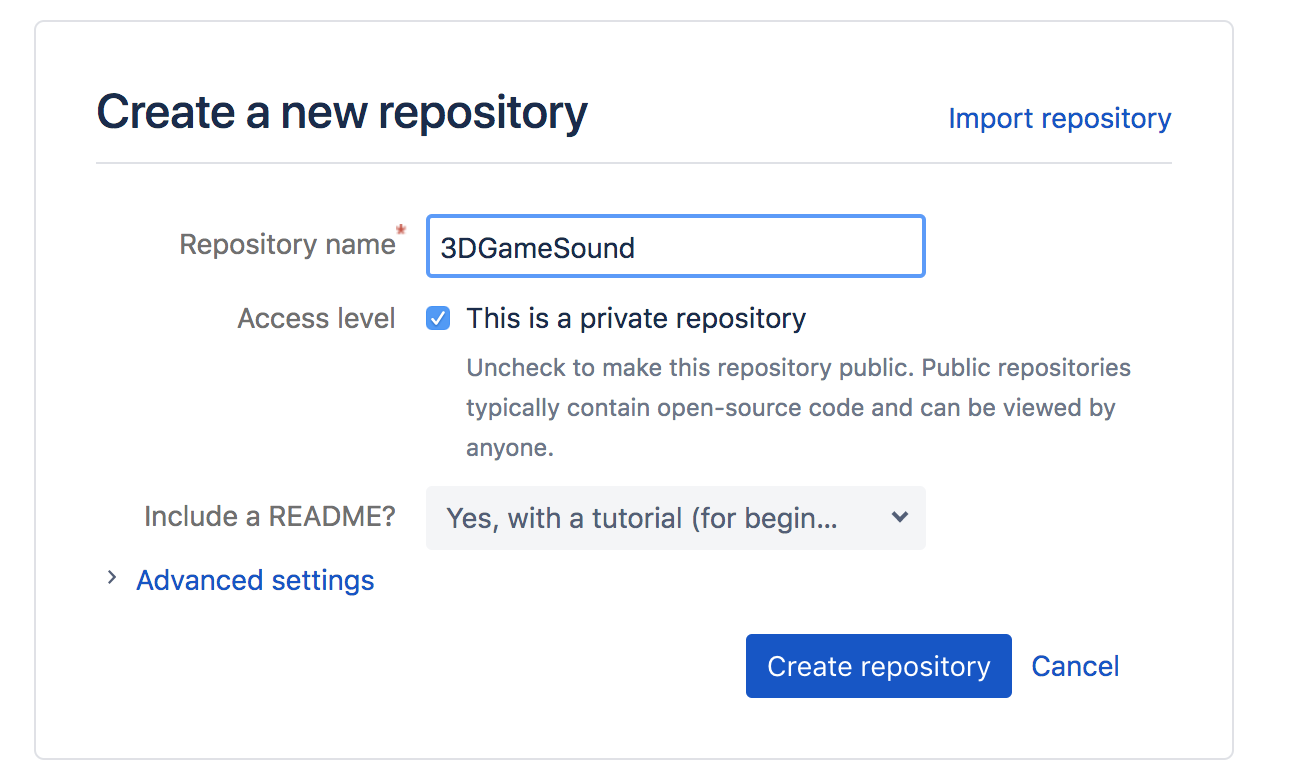 Create a new repository
Import repository
Repository name*
3DGameSound
Access level
This is a private repository
Uncheck to make this repository public. Public repositories
typically contain open-source code and can be viewed by
anyone.
Include a README?
Yes, with a tutorial (for begin...
Advanced settings
Create repository
Cancel